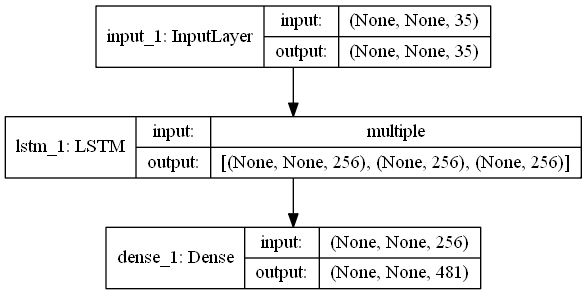 input_1: InputLayer
input: (None, None, 35)
output: (None, None, 35)
lstm_1: LSTM
input: multiple
output: [(None, None, 256), (None, 256), (None, 256)]
dense_1: Dense
input: (None, None, 256)
output: (None, None, 481)